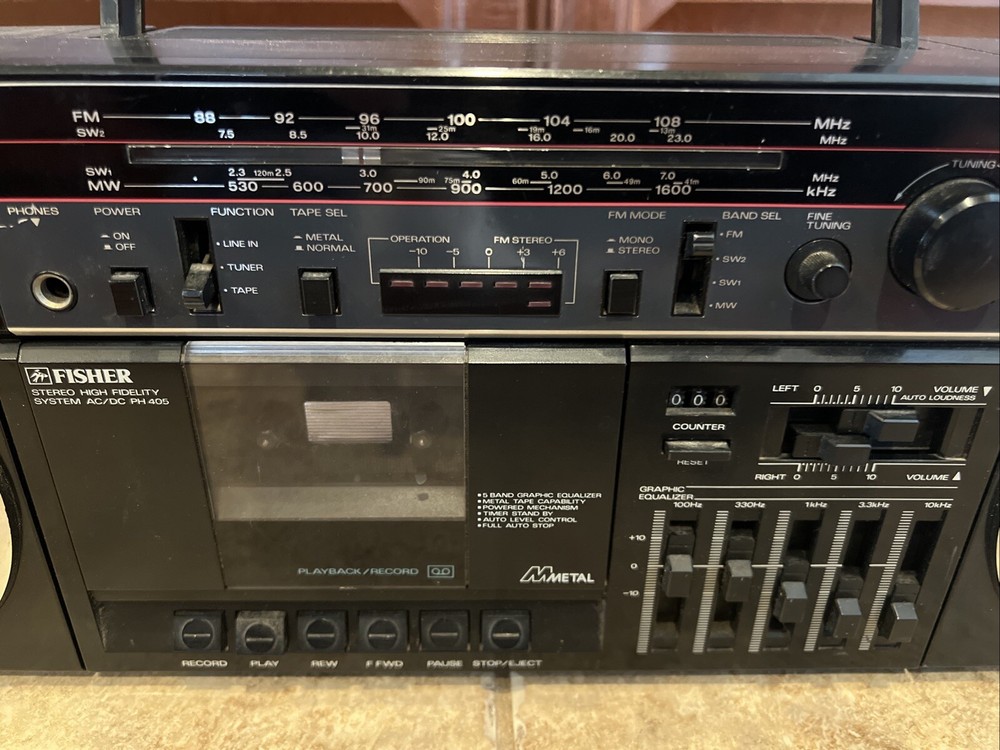 FM 88 92 96 100 104 108 MHz
SW2 7.5 8.5 31m 10.0 25m 12.0 19m 16.0 16m 20.0 13m 23.0 MHz
SW1 2.3 120m 2.5 3.0 90m 75m 4.0 60m 5.0 6.0 49m 7.0 41m MHz
MW 530 600 700 900 1200 1600 kHz
TUNING
PHONES POWER FUNCTION TAPE SEL FM MODE BAND SEL FINE
TUNING
ON
OFF
LINE IN
TUNER
TAPE
METAL
NORMAL
OPERATION FM STEREO
-10 -5 0 +3 +6
MONO
STEREO
FM
SW2
SW1
MW
FISHER
STEREO HIGH FIDELITY
SYSTEM AC/DC PH 405
PLAYBACK/RECORD
•5 BAND GRAPHIC EQUALIZER
•METAL TAPE CAPABILITY
•POWERED MECHANISM
•TIMER STAND BY
•AUTO LEVEL CONTROL
•FULL AUTO STOP
METAL
000
COUNTER
RESET
LEFT 0 5 10 VOLUME
AUTO LOUDNESS
RIGHT 0 5 10 VOLUME
GRAPHIC
EQUALIZER
100Hz 330Hz 1kHz 3.3kHz 10kHz
+10
0
-10
RECORD PLAY REW F FWD PAUSE STOP/EJECT